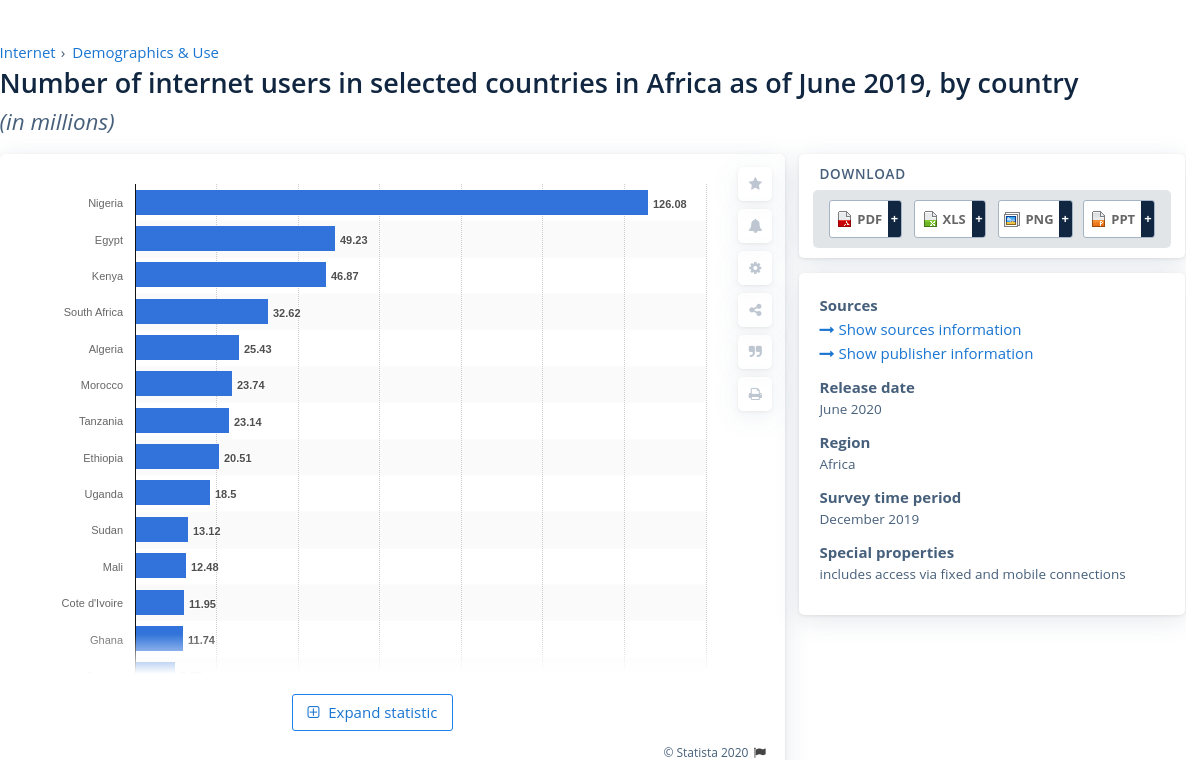 Internet › Demographics & Use
Number of internet users in selected countries in Africa as of June 2019, by country
(in millions)
Nigeria 126.08
Egypt 49.23
Kenya 46.87
South Africa 32.62
Algeria 25.43
Morocco 23.74
Tanzania 23.14
Ethiopia 20.51
Uganda 18.5
Sudan 13.12
Mali 12.48
Cote d'Ivoire 11.95
Ghana 11.74
Expand statistic
© Statista 2020
DOWNLOAD
PDF + XLS + PNG + PPT +
Sources
Show sources information
Show publisher information
Release date
June 2020
Region
Africa
Survey time period
December 2019
Special properties
includes access via fixed and mobile connections